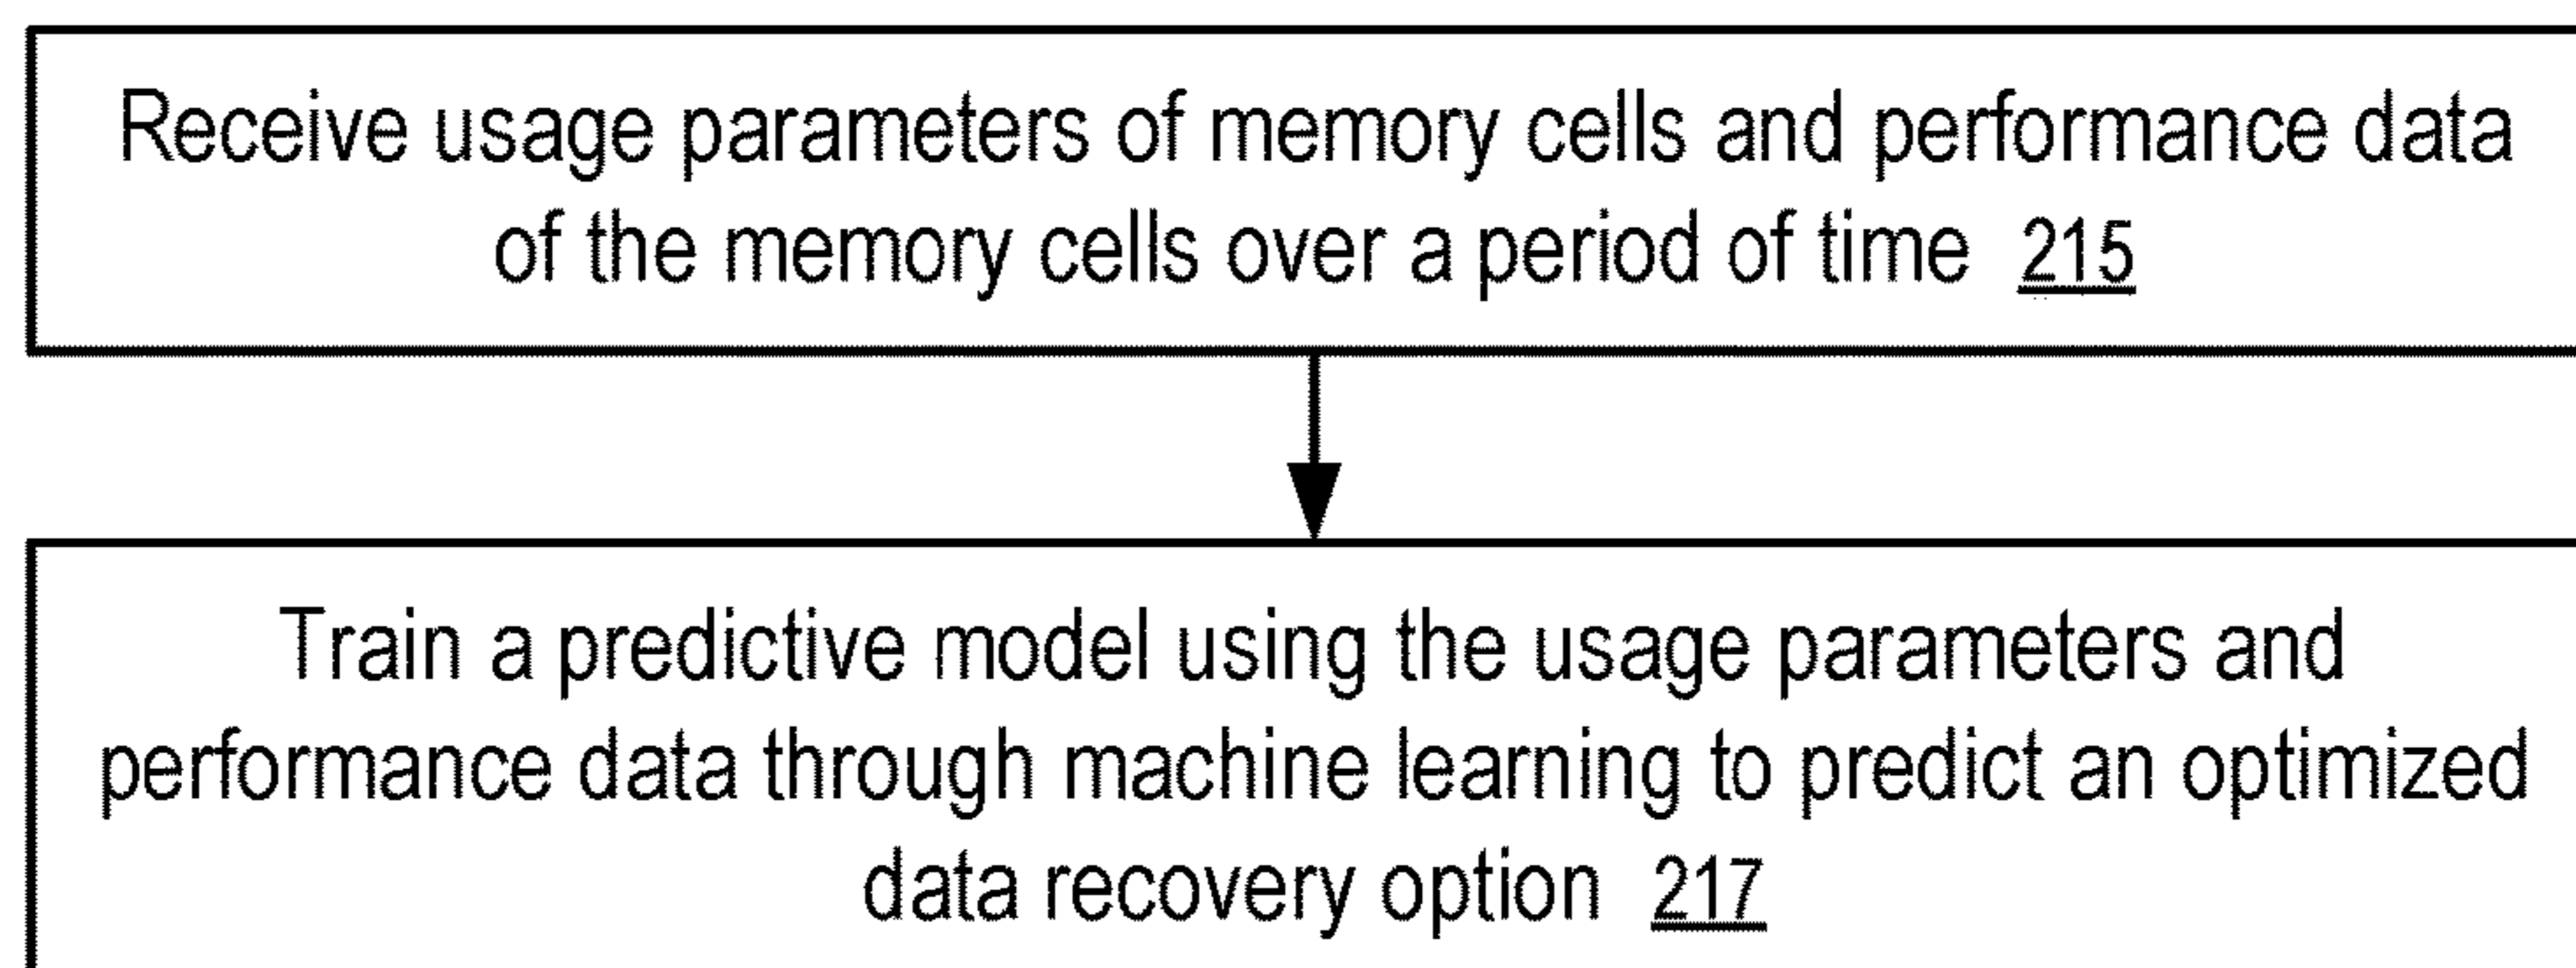 Receive usage parameters of memory cells and performance data
of the memory cells over a period of time 215
Train a predictive model using the usage parameters and
performance data through machine learning to predict an optimized
data recovery option 217